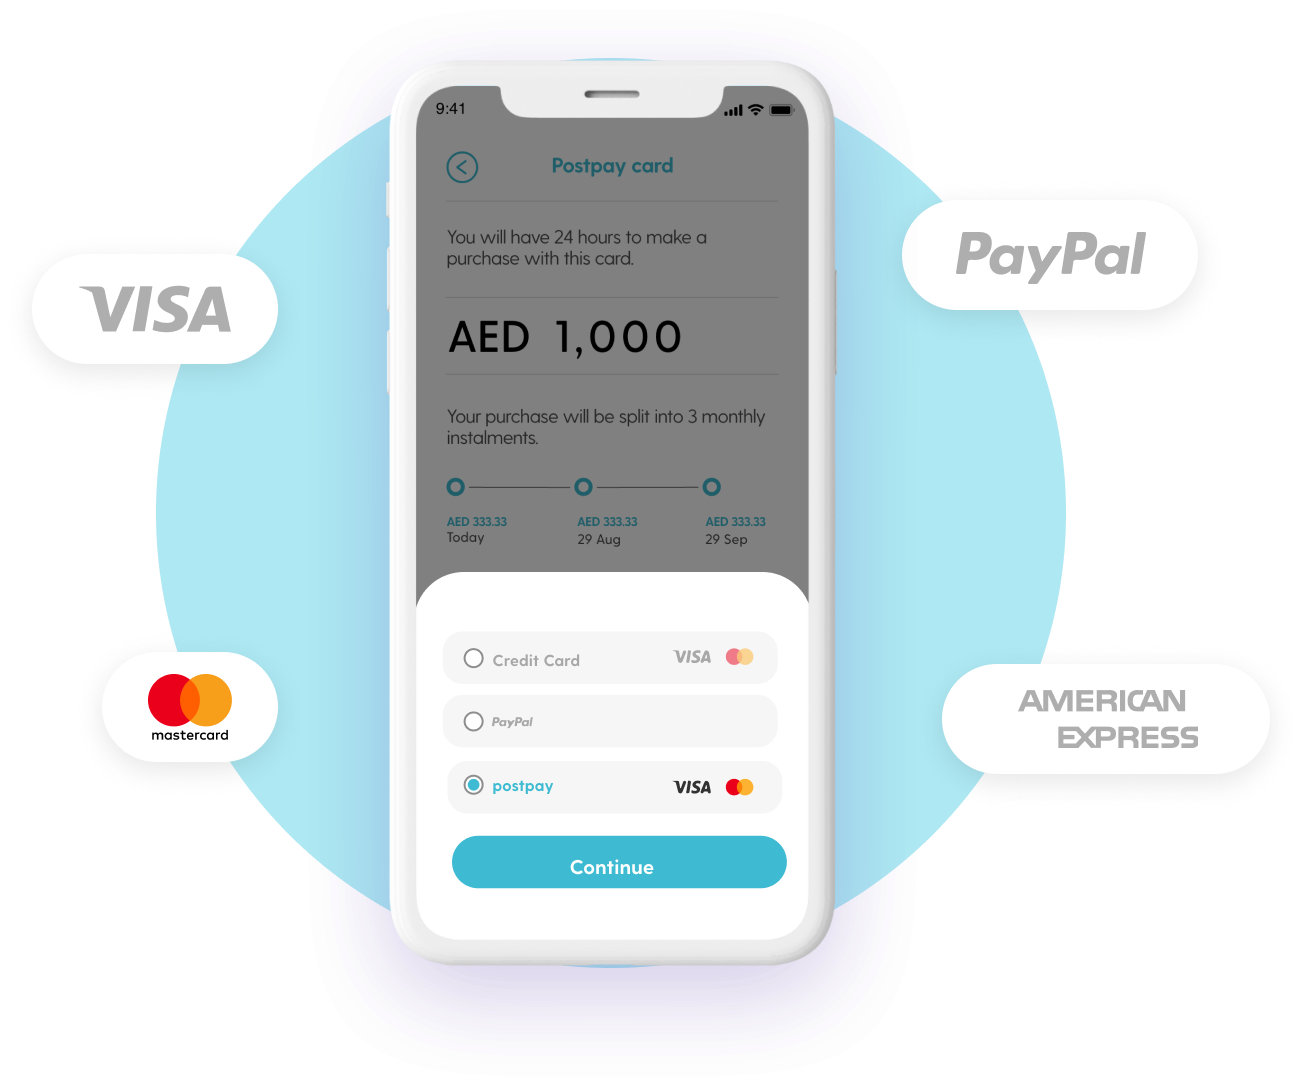 9:41
Postpay card
You will have 24 hours to make a
purchase with this card.
AED 1,000
Your purchase will be split into 3 monthly
instalments.
AED 333.33 AED 333.33 AED 333.33
Today 29 Aug 29 Sep
Credit Card VISA
PayPal
postpay VISA
Continue
VISA
PayPal
mastercard
AMERICAN
EXPRESS